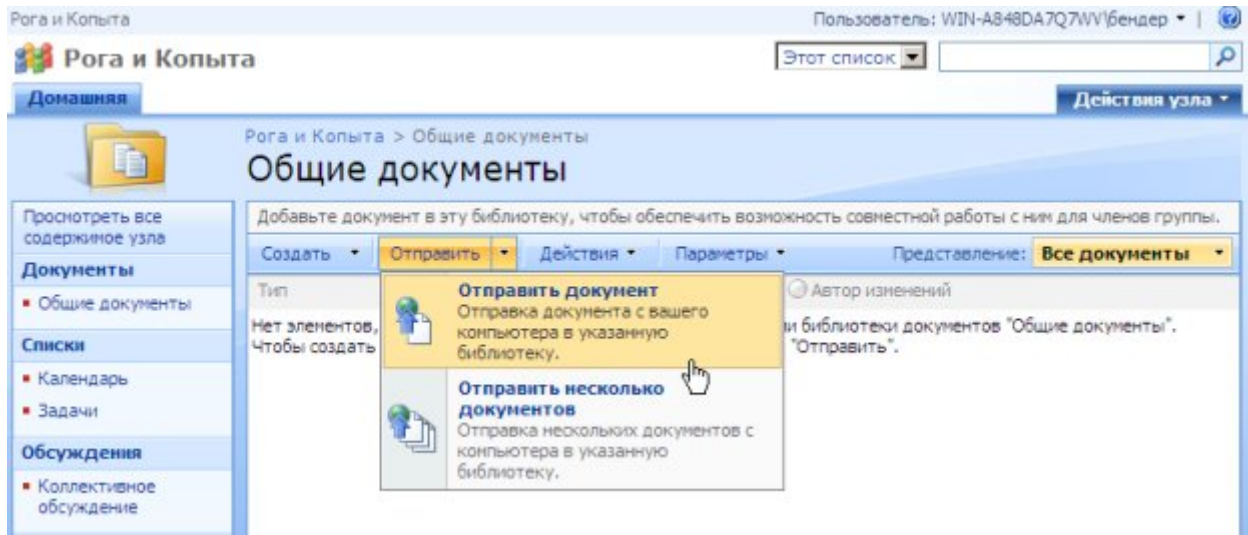 Рога и Копыта
Пользователь: WIN-A848DA7Q7WV\бендер
Рога и Копыта
Этот список
Домашняя
Действия узла
Рога и Копыта > Общие документы
Общие документы
Просмотреть все
содержимое узла
Документы
Общие документы
Списки
Календарь
Задачи
Обсуждения
Коллективное
обсуждение
Добавьте документ в эту библиотеку, чтобы обеспечить возможность совместной работы с ним для членов группы.
Создать Отправить Действия Параметры Представление: Все документы
Тип Автор изменений
Нет элементов, и библиотеки документов "Общие документы".
Чтобы создать "Отправить".
Отправить документ
Отправка документа с вашего
компьютера в указанную
библиотеку.
Отправить несколько
документов
Отправка нескольких документов с
компьютера в указанную
библиотеку.